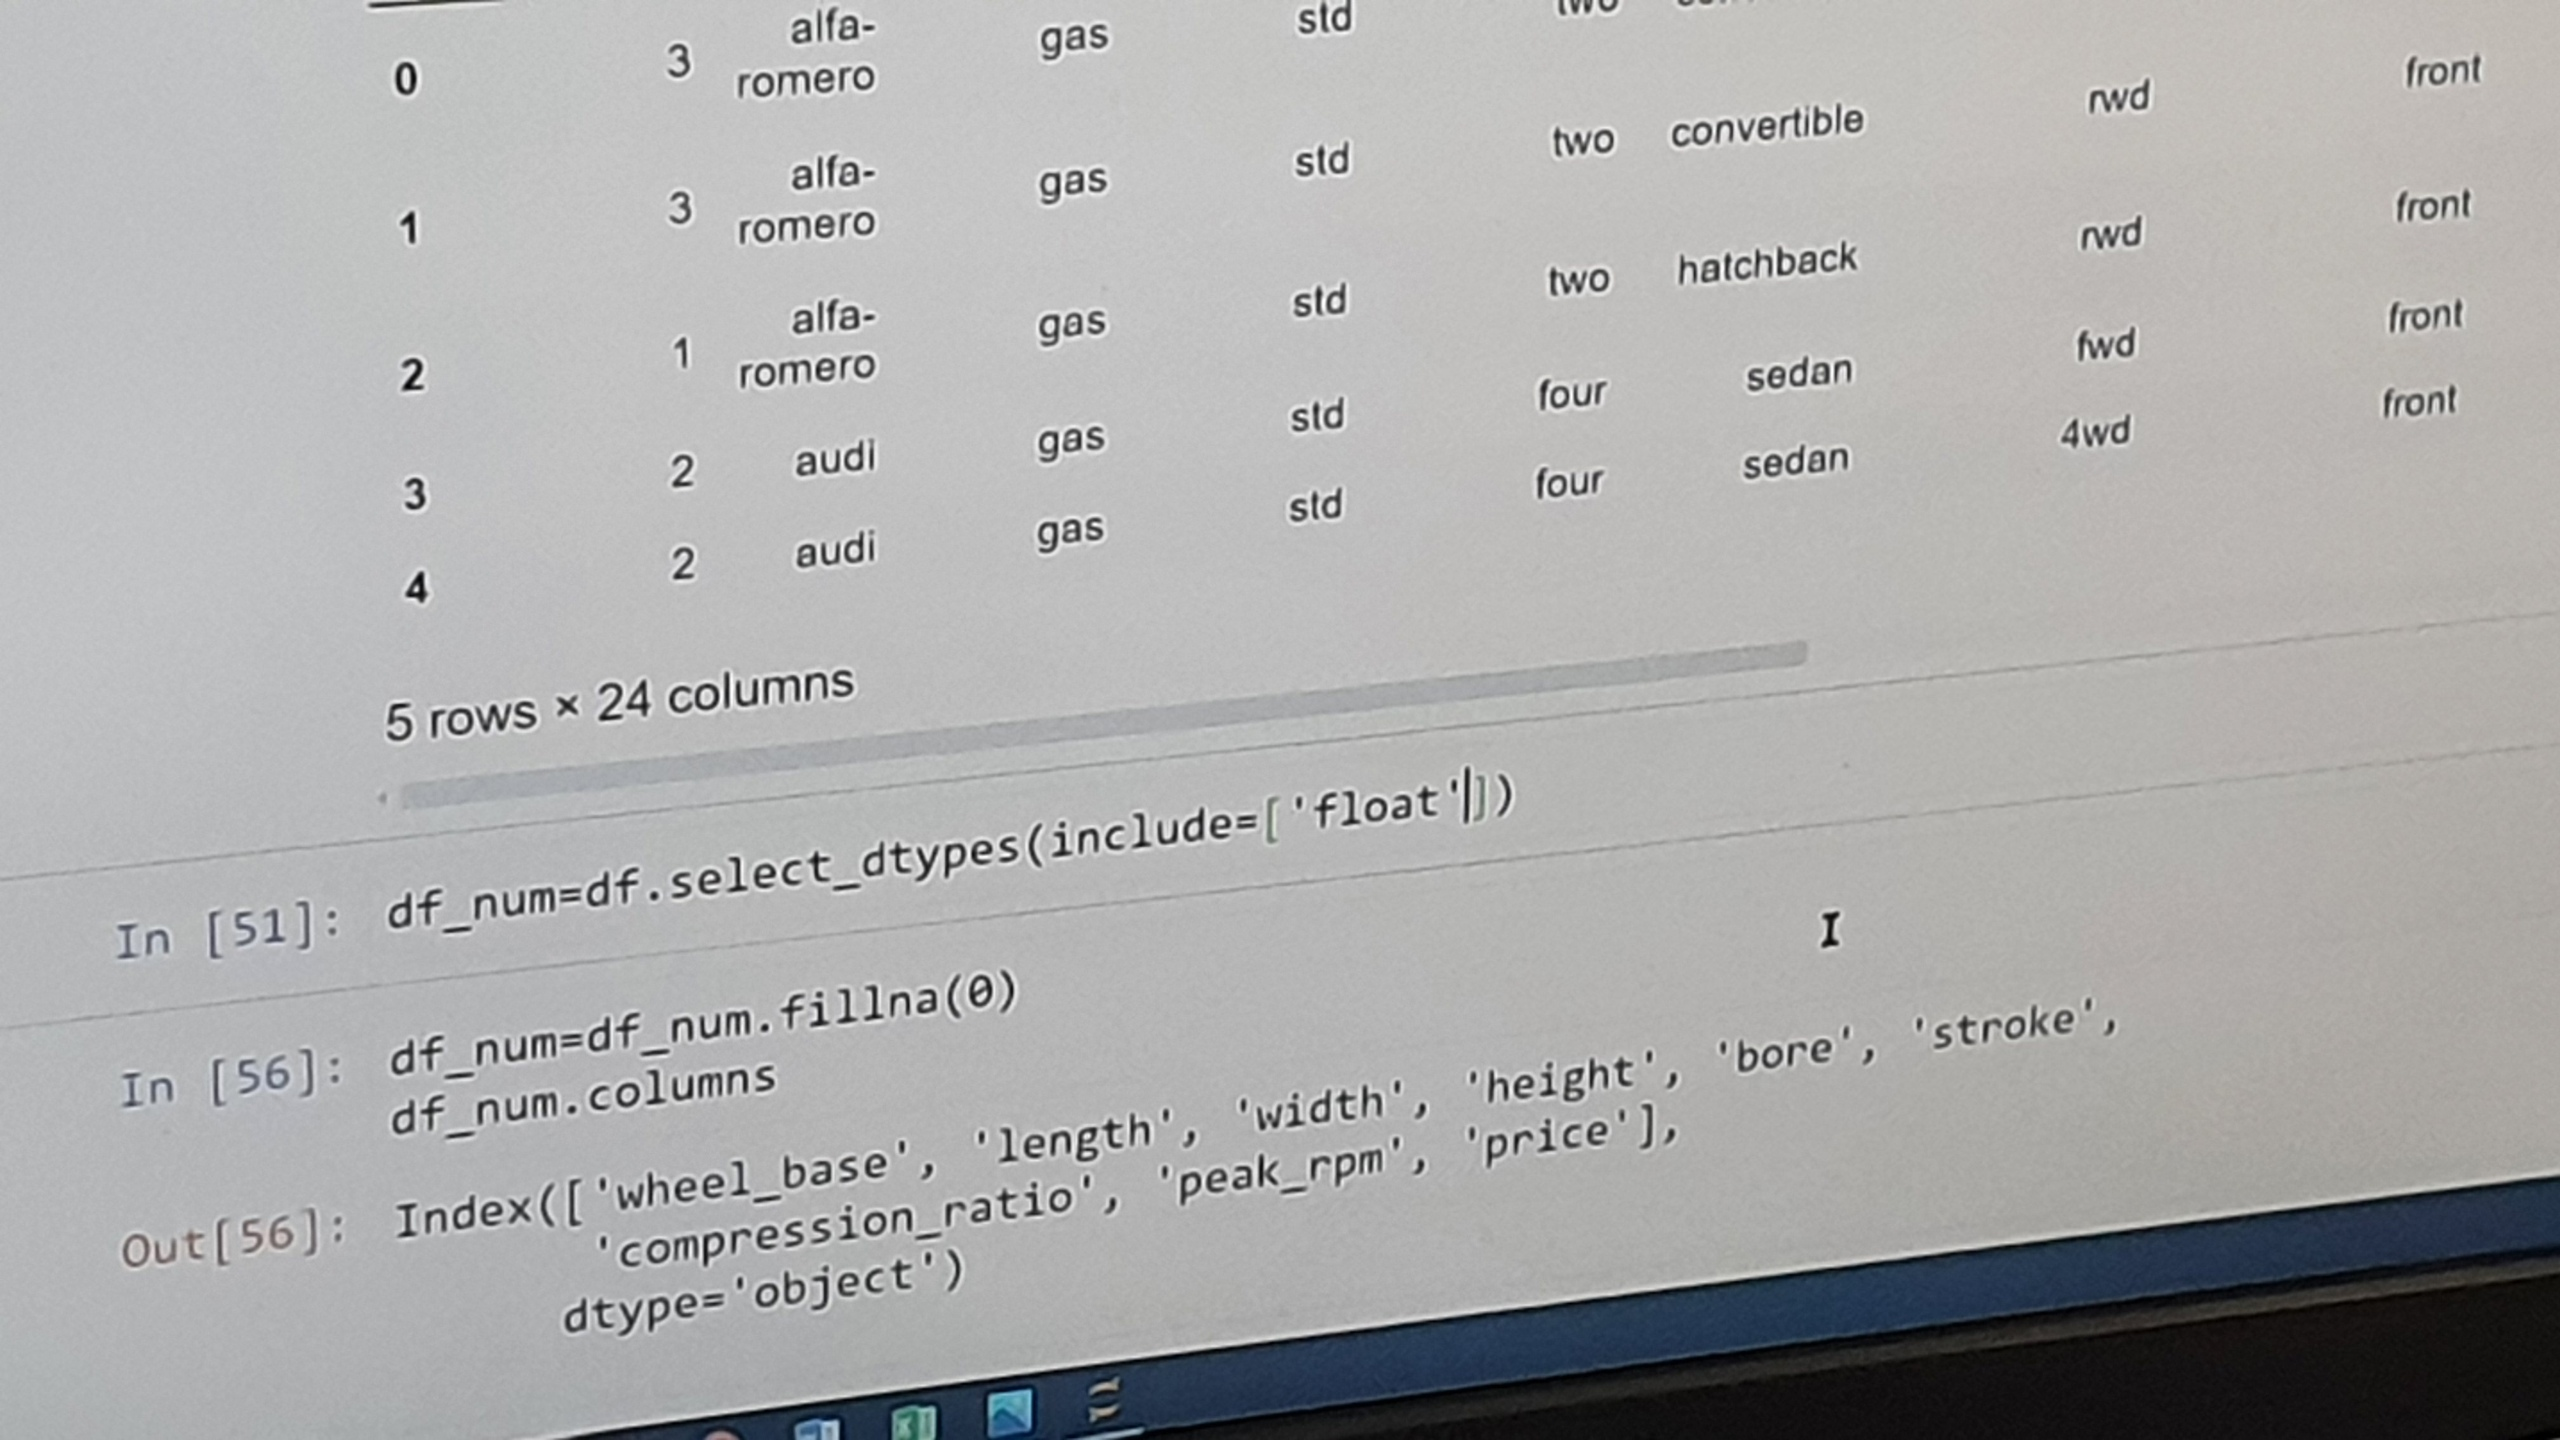 0 3 alfa-romero gas std two
1 3 alfa-romero gas std two convertible rwd front
2 1 alfa-romero gas std two hatchback rwd front
3 2 audi gas std four sedan fwd front
4 2 audi gas std four sedan 4wd front
5 rows × 24 columns
In [51]: df_num=df.select_dtypes(include=['float'])
In [56]: df_num=df_num.fillna(0)
df_num.columns
Out[56]: Index(['wheel_base', 'length', 'width', 'height', 'bore', 'stroke',
'compression_ratio', 'peak_rpm', 'price'],
dtype='object')